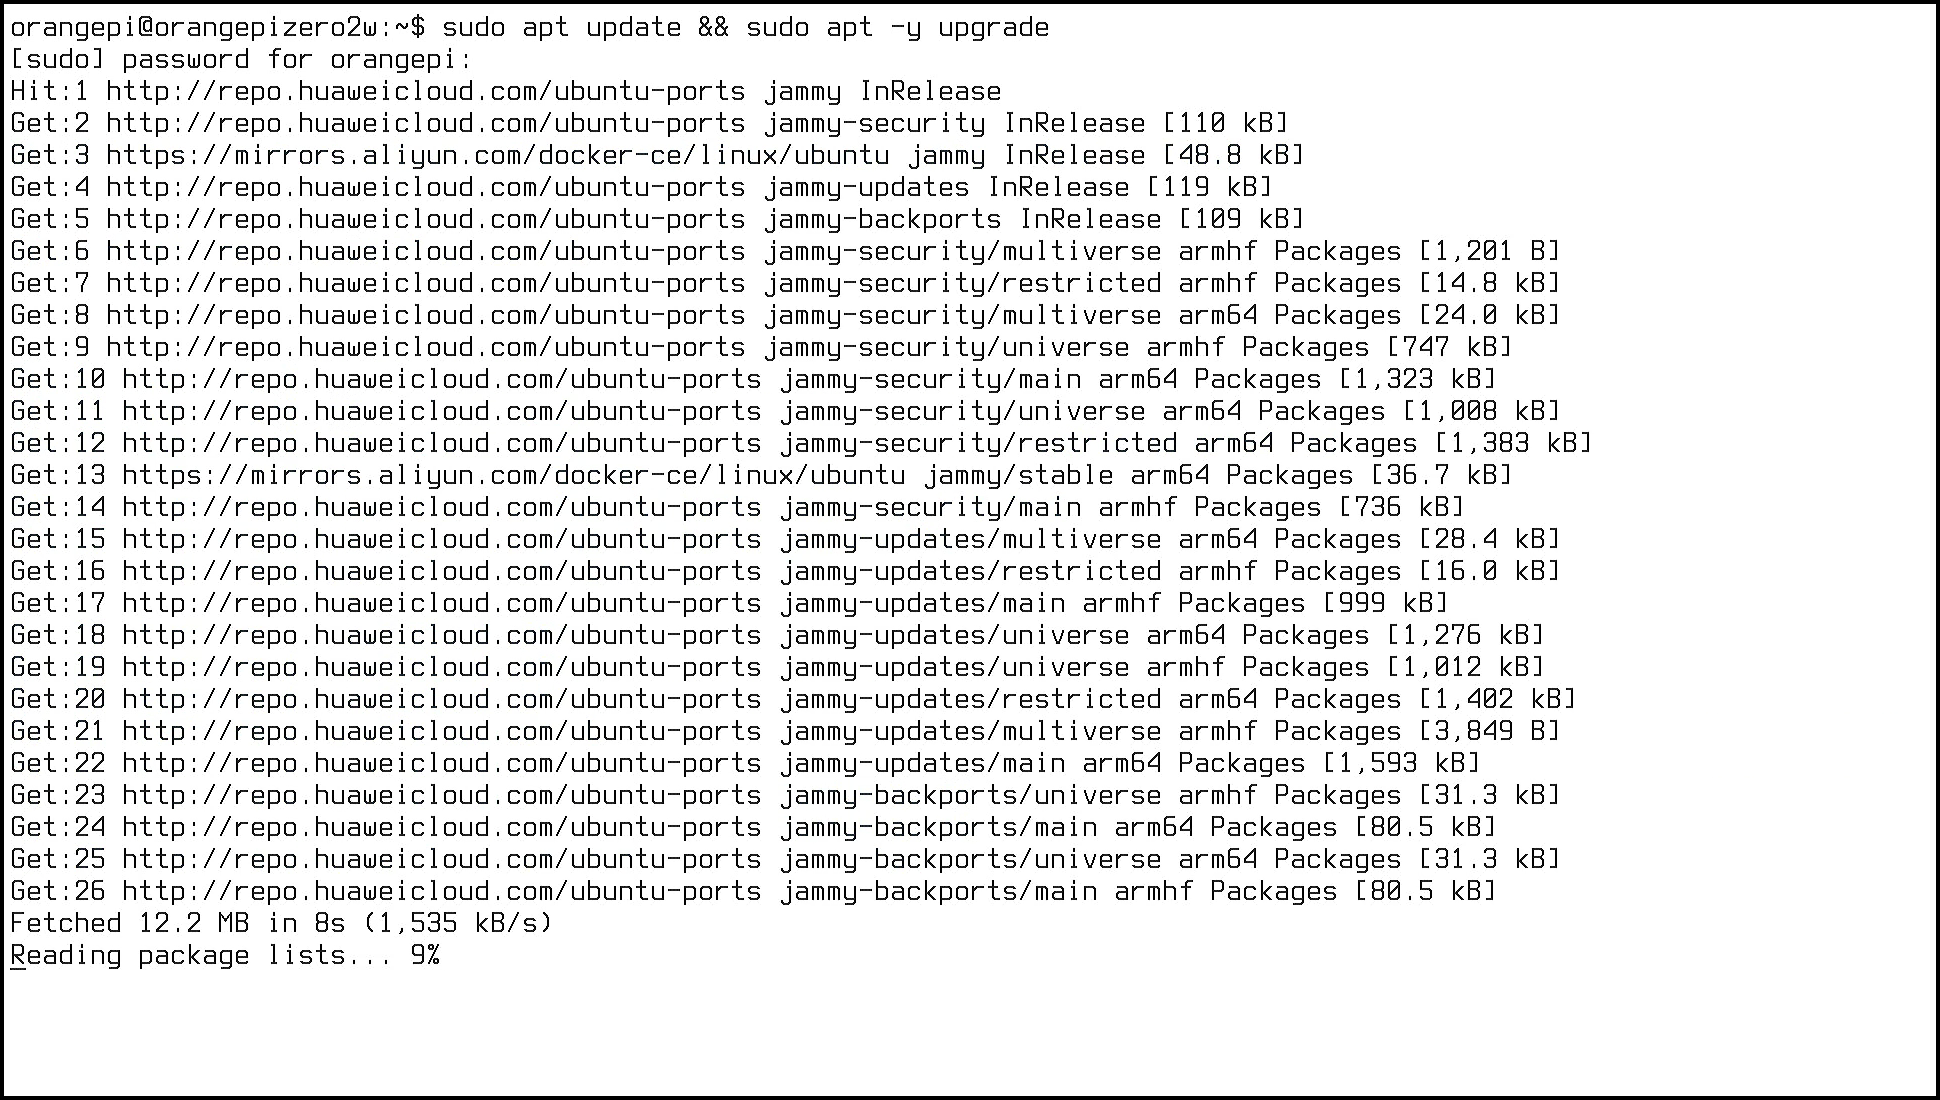 orangepi@orangepizero2w:~$ sudo apt update && sudo apt -y upgrade
[sudo] password for orangepi:
Hit:1 http://repo.huaweicloud.com/ubuntu-ports jammy InRelease
Get:2 http://repo.huaweicloud.com/ubuntu-ports jammy-security InRelease [110 kB]
Get:3 https://mirrors.aliyun.com/docker-ce/linux/ubuntu jammy InRelease [48.8 kB]
Get:4 http://repo.huaweicloud.com/ubuntu-ports jammy-updates InRelease [119 kB]
Get:5 http://repo.huaweicloud.com/ubuntu-ports jammy-backports InRelease [109 kB]
Get:6 http://repo.huaweicloud.com/ubuntu-ports jammy-security/multiverse armhf Packages [1,201 B]
Get:7 http://repo.huaweicloud.com/ubuntu-ports jammy-security/restricted armhf Packages [14.8 kB]
Get:8 http://repo.huaweicloud.com/ubuntu-ports jammy-security/multiverse arm64 Packages [24.0 kB]
Get:9 http://repo.huaweicloud.com/ubuntu-ports jammy-security/universe armhf Packages [747 kB]
Get:10 http://repo.huaweicloud.com/ubuntu-ports jammy-security/main arm64 Packages [1,323 kB]
Get:11 http://repo.huaweicloud.com/ubuntu-ports jammy-security/universe arm64 Packages [1,008 kB]
Get:12 http://repo.huaweicloud.com/ubuntu-ports jammy-security/restricted arm64 Packages [1,383 kB]
Get:13 https://mirrors.aliyun.com/docker-ce/linux/ubuntu jammy/stable arm64 Packages [36.7 kB]
Get:14 http://repo.huaweicloud.com/ubuntu-ports jammy-security/main armhf Packages [736 kB]
Get:15 http://repo.huaweicloud.com/ubuntu-ports jammy-updates/multiverse arm64 Packages [28.4 kB]
Get:16 http://repo.huaweicloud.com/ubuntu-ports jammy-updates/restricted armhf Packages [16.0 kB]
Get:17 http://repo.huaweicloud.com/ubuntu-ports jammy-updates/main armhf Packages [999 kB]
Get:18 http://repo.huaweicloud.com/ubuntu-ports jammy-updates/universe arm64 Packages [1,276 kB]
Get:19 http://repo.huaweicloud.com/ubuntu-ports jammy-updates/universe armhf Packages [1,012 kB]
Get:20 http://repo.huaweicloud.com/ubuntu-ports jammy-updates/restricted arm64 Packages [1,402 kB]
Get:21 http://repo.huaweicloud.com/ubuntu-ports jammy-updates/multiverse armhf Packages [3,849 B]
Get:22 http://repo.huaweicloud.com/ubuntu-ports jammy-updates/main arm64 Packages [1,593 kB]
Get:23 http://repo.huaweicloud.com/ubuntu-ports jammy-backports/universe armhf Packages [31.3 kB]
Get:24 http://repo.huaweicloud.com/ubuntu-ports jammy-backports/main arm64 Packages [80.5 kB]
Get:25 http://repo.huaweicloud.com/ubuntu-ports jammy-backports/universe arm64 Packages [31.3 kB]
Get:26 http://repo.huaweicloud.com/ubuntu-ports jammy-backports/main armhf Packages [80.5 kB]
Fetched 12.2 MB in 8s (1,535 kB/s)
Reading package lists... 9%